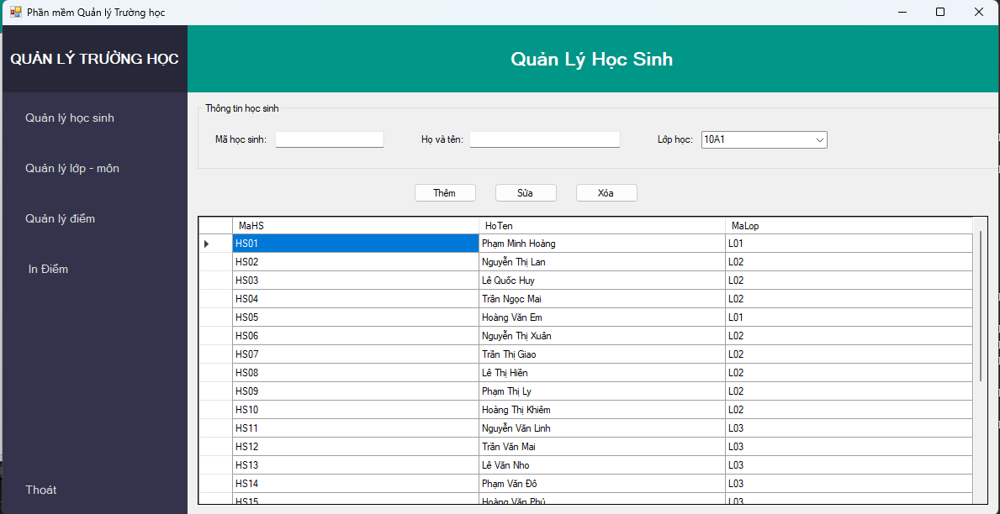 Phần mềm Quản lý Trường học
QUẢN LÝ TRƯỜNG HỌC
Quản Lý Học Sinh
Quản lý học sinh
Quản lý lớp - môn
Quản lý điểm
In Điểm
Thoát
Thông tin học sinh
Mã học sinh: Họ và tên: Lớp học: 10A1
Thêm Sửa Xóa
MaHS HoTen MaLop
HS01 Phạm Minh Hoàng L01
HS02 Nguyễn Thị Lan L02
HS03 Lê Quốc Huy L02
HS04 Trần Ngọc Mai L02
HS05 Hoàng Văn Em L01
HS06 Nguyễn Thị Xuân L02
HS07 Trần Thị Giao L02
HS08 Lê Thị Hiền L02
HS09 Phạm Thị Ly L02
HS10 Hoàng Thị Khiêm L02
HS11 Nguyễn Văn Linh L03
HS12 Trần Văn Mai L03
HS13 Lê Văn Nho L03
HS14 Phạm Văn Đô L03
HS15 Hoàng Văn Phú L03